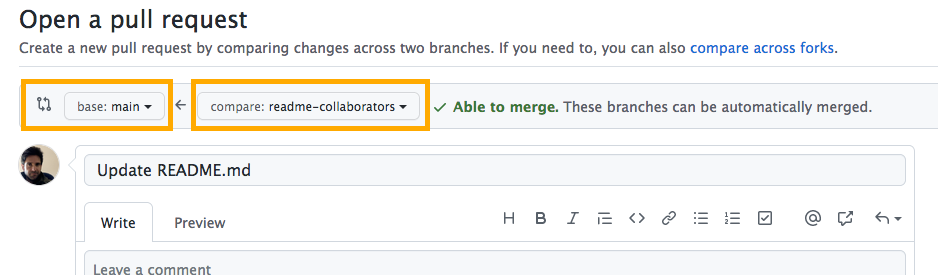 Open a pull request
Create a new pull request by comparing changes across two branches. If you need to, you can also compare across forks.
base: main compare: readme-collaborators Able to merge. These branches can be automatically merged.
Update README.md
Write Preview H B I
Leave a comment